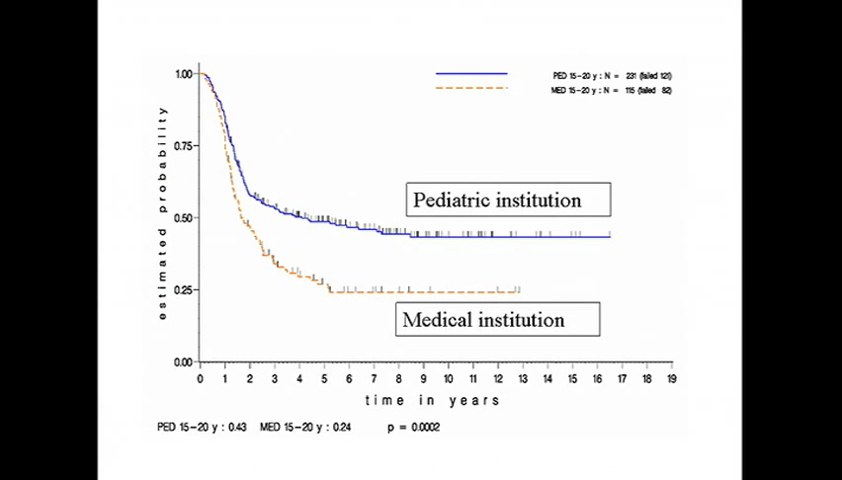 PED 15-20 y : N = 231 (failed 121)
MED 15-20 y : N = 115 (failed 82)
1.00
0.75
0.50
0.25
0.00
estimated probability
Pediatric institution
Medical institution
0 1 2 3 4 5 6 7 8 9 10 11 12 13 14 15 16 17 18 19
time in years
PED 15-20 y : 0.43 MED 15-20 y : 0.24 p = 0.0002